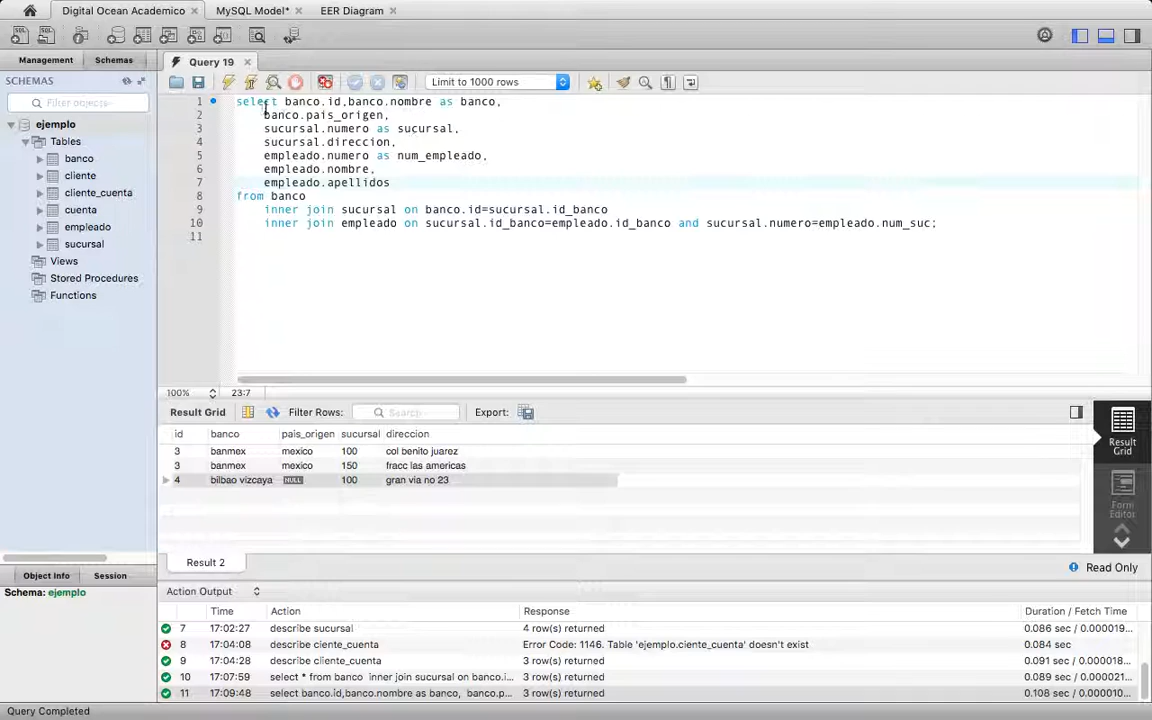 Digital Ocean Academico
MySQL Model*
EER Diagram
Management
Schemas
Query 19
SCHEMAS
Limit to 1000 rows
Filter objects
ejemplo
Tables
banco
cliente
cliente_cuenta
cuenta
empleado
sucursal
Views
Stored Procedures
Functions
1 select banco.id,banco.nombre as banco,
2 banco.pais_origen,
3 sucursal.numero as sucursal,
4 sucursal.direccion,
5 empleado.numero as num_empleado,
6 empleado.nombre,
7 empleado.apellidos
8 from banco
9 inner join sucursal on banco.id=sucursal.id_banco
10 inner join empleado on sucursal.id_banco=empleado.id_banco and sucursal.numero=empleado.num_suc;
11
100% 23:7
Result Grid Filter Rows: Search Export:
id banco pais_origen sucursal direccion
3 banmex mexico 100 col benito juarez
3 banmex mexico 150 fracc las americas
4 bilbao vizcaya NULL 100 gran via no 23
Result Grid
Form Editor
Result 2
Read Only
Object Info Session
Schema: ejemplo
Action Output
Time Action Response Duration / Fetch Time
7 17:02:27 describe sucursal 4 row(s) returned 0.086 sec / 0.000019...
8 17:04:08 describe ciente_cuenta Error Code: 1146. Table 'ejemplo.ciente_cuenta' doesn't exist 0.084 sec
9 17:04:28 describe cliente_cuenta 3 row(s) returned 0.091 sec / 0.000018...
10 17:07:59 select * from banco inner join sucursal on banco.i... 3 row(s) returned 0.089 sec / 0.000021...
11 17:09:48 select banco.id,banco.nombre as banco, banco.p... 3 row(s) returned 0.108 sec / 0.000010...
Query Completed